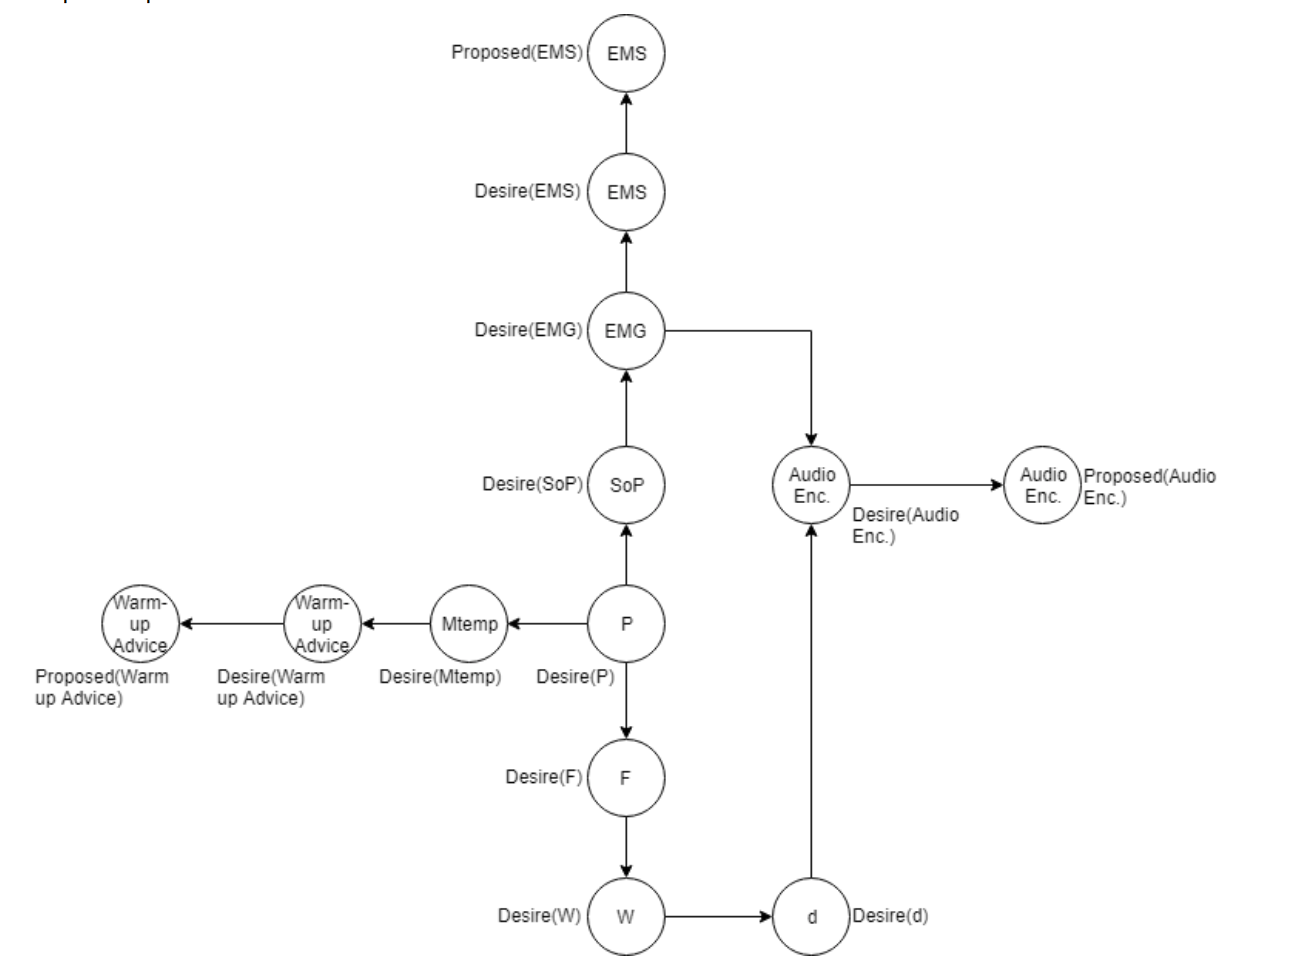 Proposed(EMS)
EMS
Desire(EMS)
EMS
Desire(EMG)
EMG
Desire(SoP)
SoP
Audio
Enc.
Desire(Audio
Enc.)
Audio
Enc.
Proposed(Audio
Enc.)
Warm-
up
Advice
Proposed(Warm
up Advice)
Warm-
up
Advice
Desire(Warm
up Advice)
Mtemp
Desire(Mtemp)
P
Desire(P)
Desire(F)
F
Desire(W)
W
d
Desire(d)